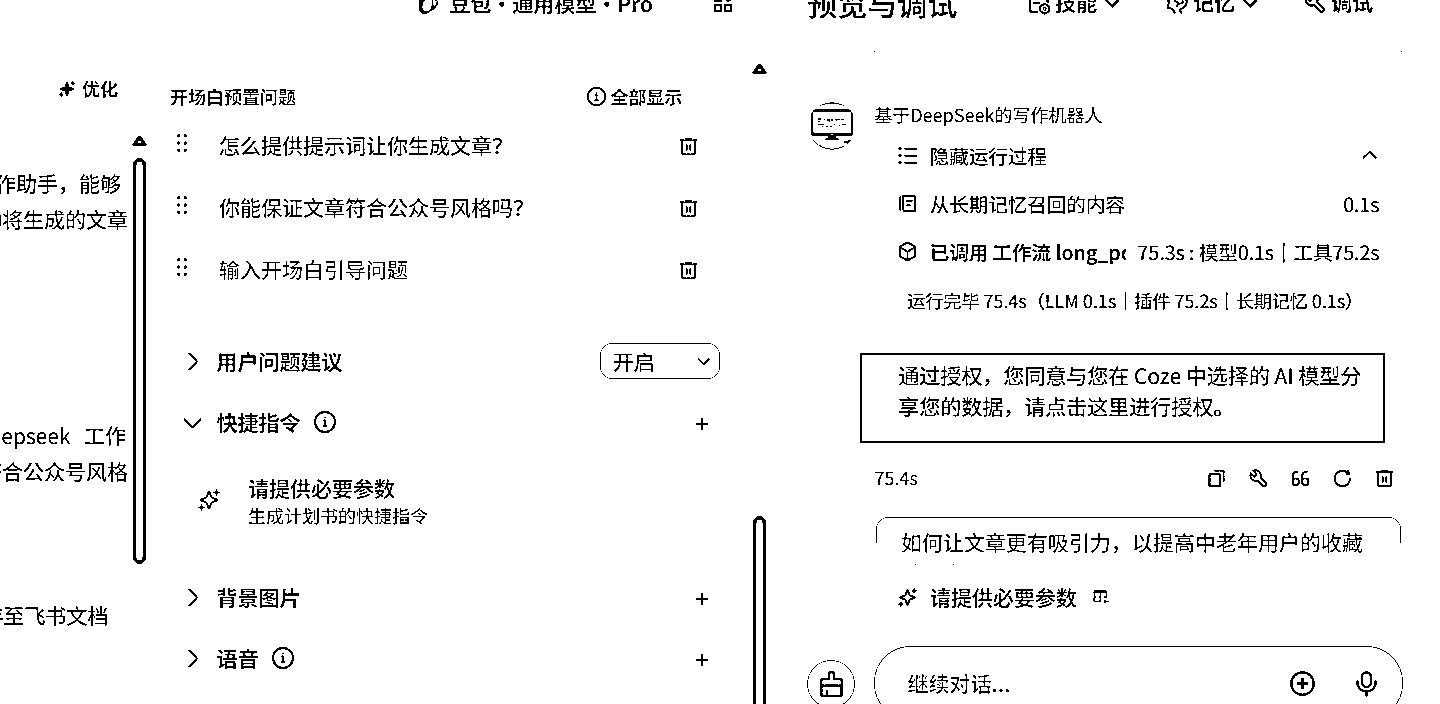 豆包·通用模型·Pro
预览与调试
技能
记忆
调试
优化
作助手，能够
将生成的文章
epseek 工作
合公众号风格
至飞书文档
开场白预置问题
全部显示
怎么提供提示词让你生成文章？
你能保证文章符合公众号风格吗？
输入开场白引导问题
用户问题建议
开启
快捷指令
请提供必要参数
生成计划书的快捷指令
背景图片
语音
基于DeepSeek的写作机器人
隐藏运行过程
从长期记忆召回的内容 0.1s
已调用 工作流 long_pc 75.3s : 模型0.1s | 工具75.2s
运行完毕 75.4s（LLM 0.1s | 插件 75.2s | 长期记忆 0.1s）
通过授权，您同意与您在 Coze 中选择的 AI 模型分
享您的数据，请点击这里进行授权。
75.4s
如何让文章更有吸引力，以提高中老年用户的收藏
请提供必要参数
继续对话...